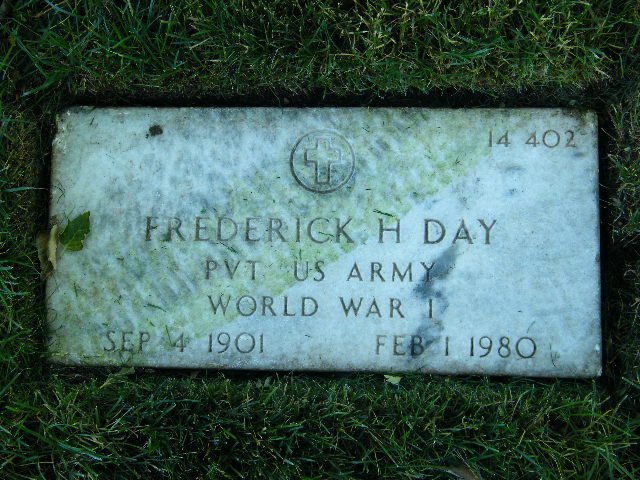 14 402
FREDERICK H DAY
PVT US ARMY
WORLD WAR I
SEP 4 1901 FEB 1 1980